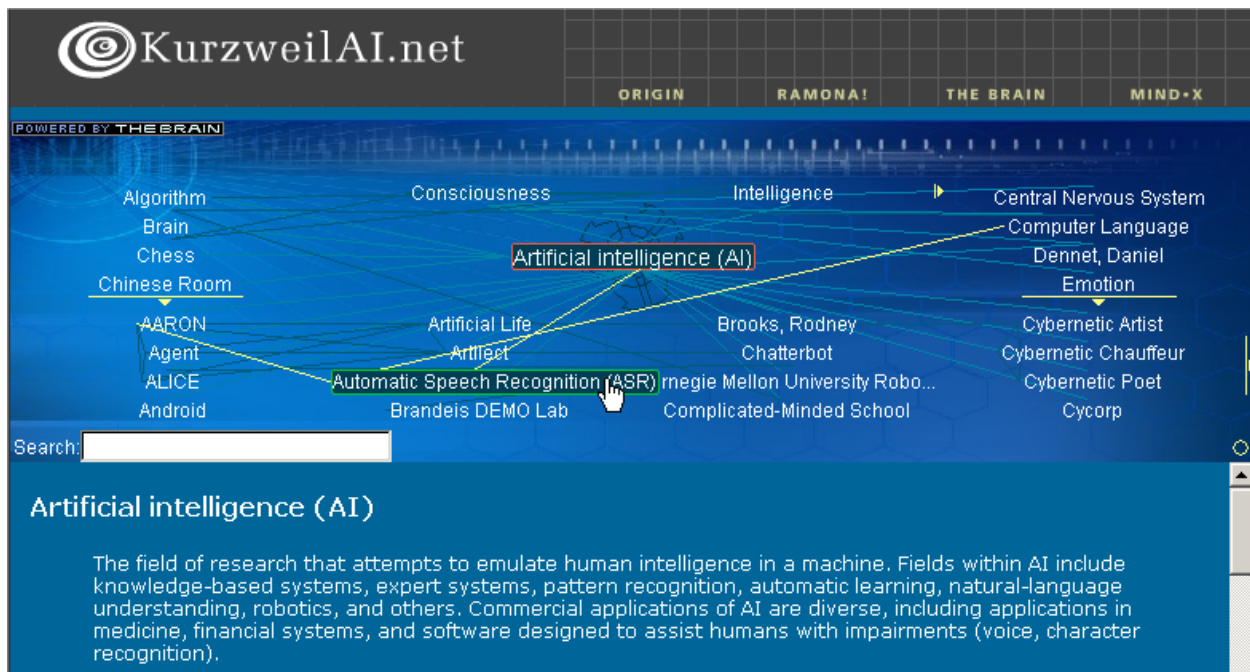 KurzweilAI.net
ORIGIN RAMONA! THE BRAIN MIND•X
POWERED BY THEBRAIN
Algorithm Consciousness Intelligence Central Nervous System
Brain Computer Language
Chess Artificial intelligence (AI) Dennet, Daniel
Chinese Room Emotion
AARON Artificial Life Brooks, Rodney Cybernetic Artist
Agent Artilect Chatterbot Cybernetic Chauffeur
ALICE Automatic Speech Recognition (ASR) rnegie Mellon University Robo... Cybernetic Poet
Android Brandeis DEMO Lab Complicated-Minded School Cycorp
Search:
Artificial intelligence (AI)
The field of research that attempts to emulate human intelligence in a machine. Fields within AI include
knowledge-based systems, expert systems, pattern recognition, automatic learning, natural-language
understanding, robotics, and others. Commercial applications of AI are diverse, including applications in
medicine, financial systems, and software designed to assist humans with impairments (voice, character
recognition).